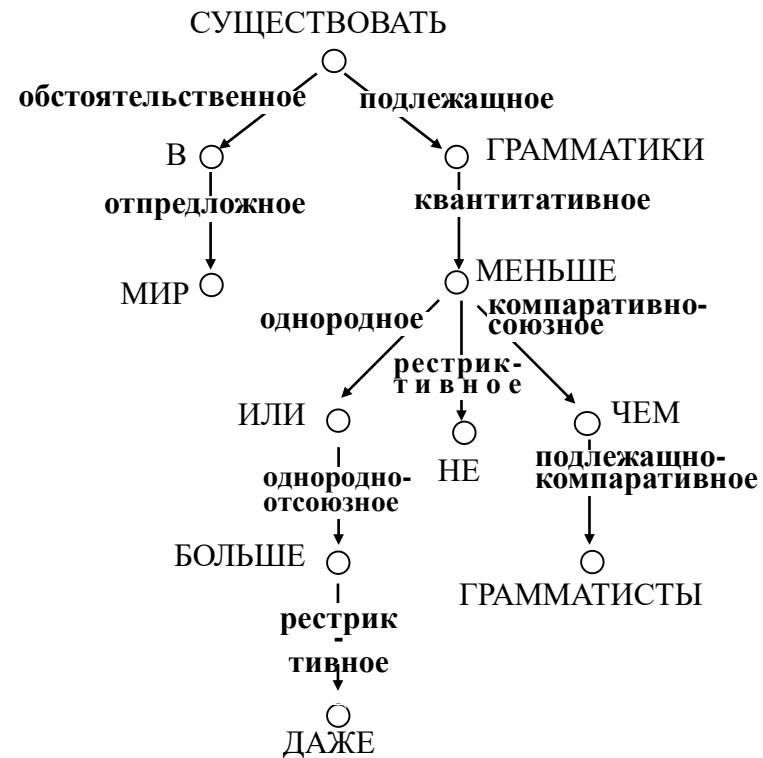 СУЩЕСТВОВАТЬ
обстоятельственное
подлежащное
В
ГРАММАТИКИ
отпредложное
квантитативное
МИР
МЕНЬШЕ
однородное
компаративно-
союзное
рестрик-
тивное
ИЛИ
НЕ
ЧЕМ
однородно-
отсоюзное
подлежащно-
компаративное
БОЛЬШЕ
ГРАММАТИСТЫ
рестрик
-
тивное
ДАЖЕ